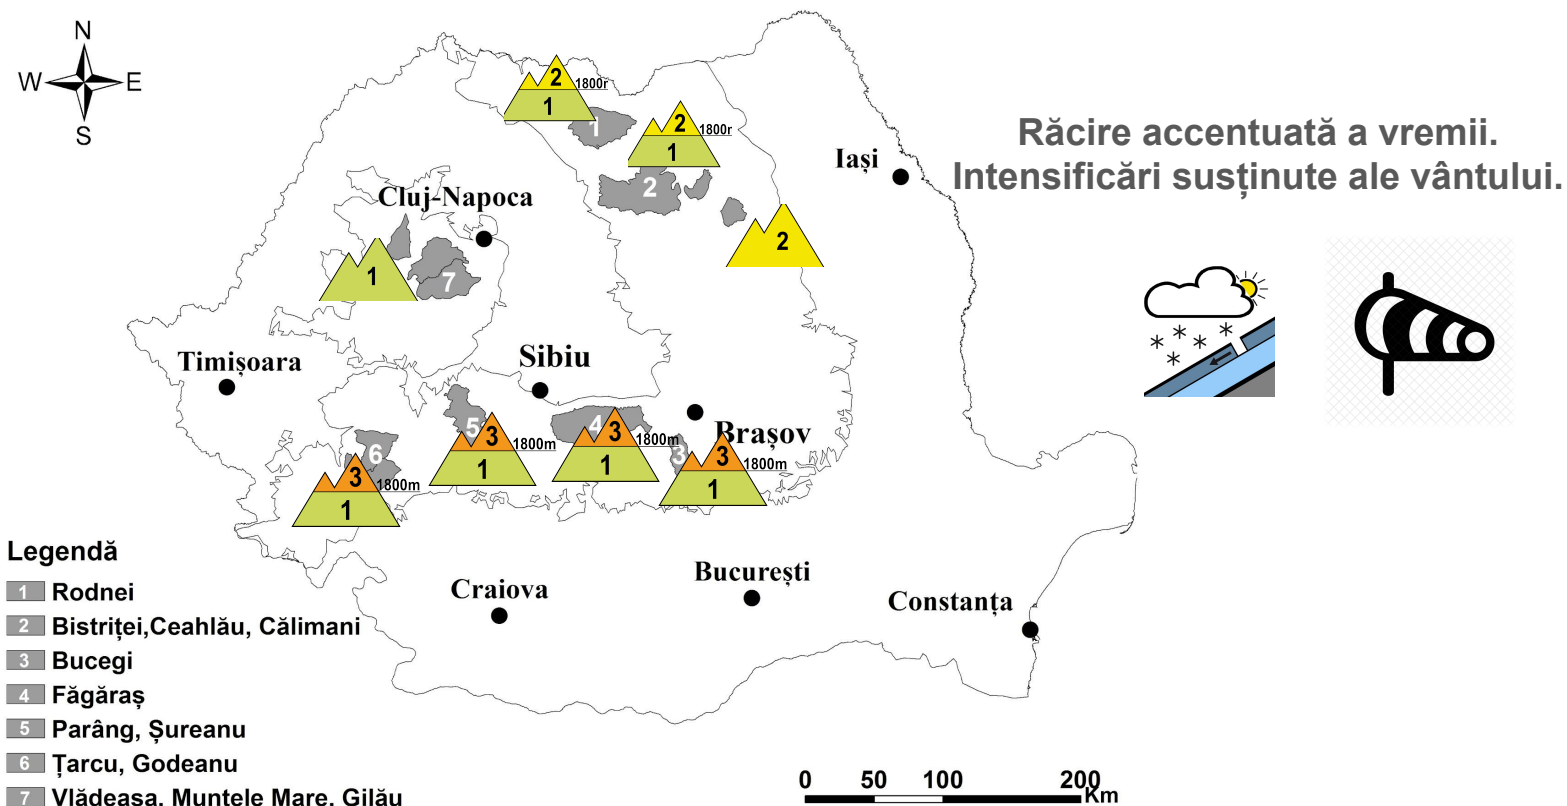 N
W E
S
2
1800r
1
1
2
1800r
1
2
Iași
Răcire accentuată a vremii.
Intensificări susținute ale vântului.
Cluj-Napoca
2
1
7
Timișoara
Sibiu
5
3
1800m
1
4
3
1800m
1
Brașov
3
3
1800m
1
6
3
1800m
1
Craiova
București
Constanța
Legendă
1 Rodnei
2 Bistriței,Ceahlău, Călimani
3 Bucegi
4 Făgăraș
5 Parâng, Șureanu
6 Țarcu, Godeanu
7 Vlădeasa, Muntele Mare, Gilău
0 50 100 200
Km